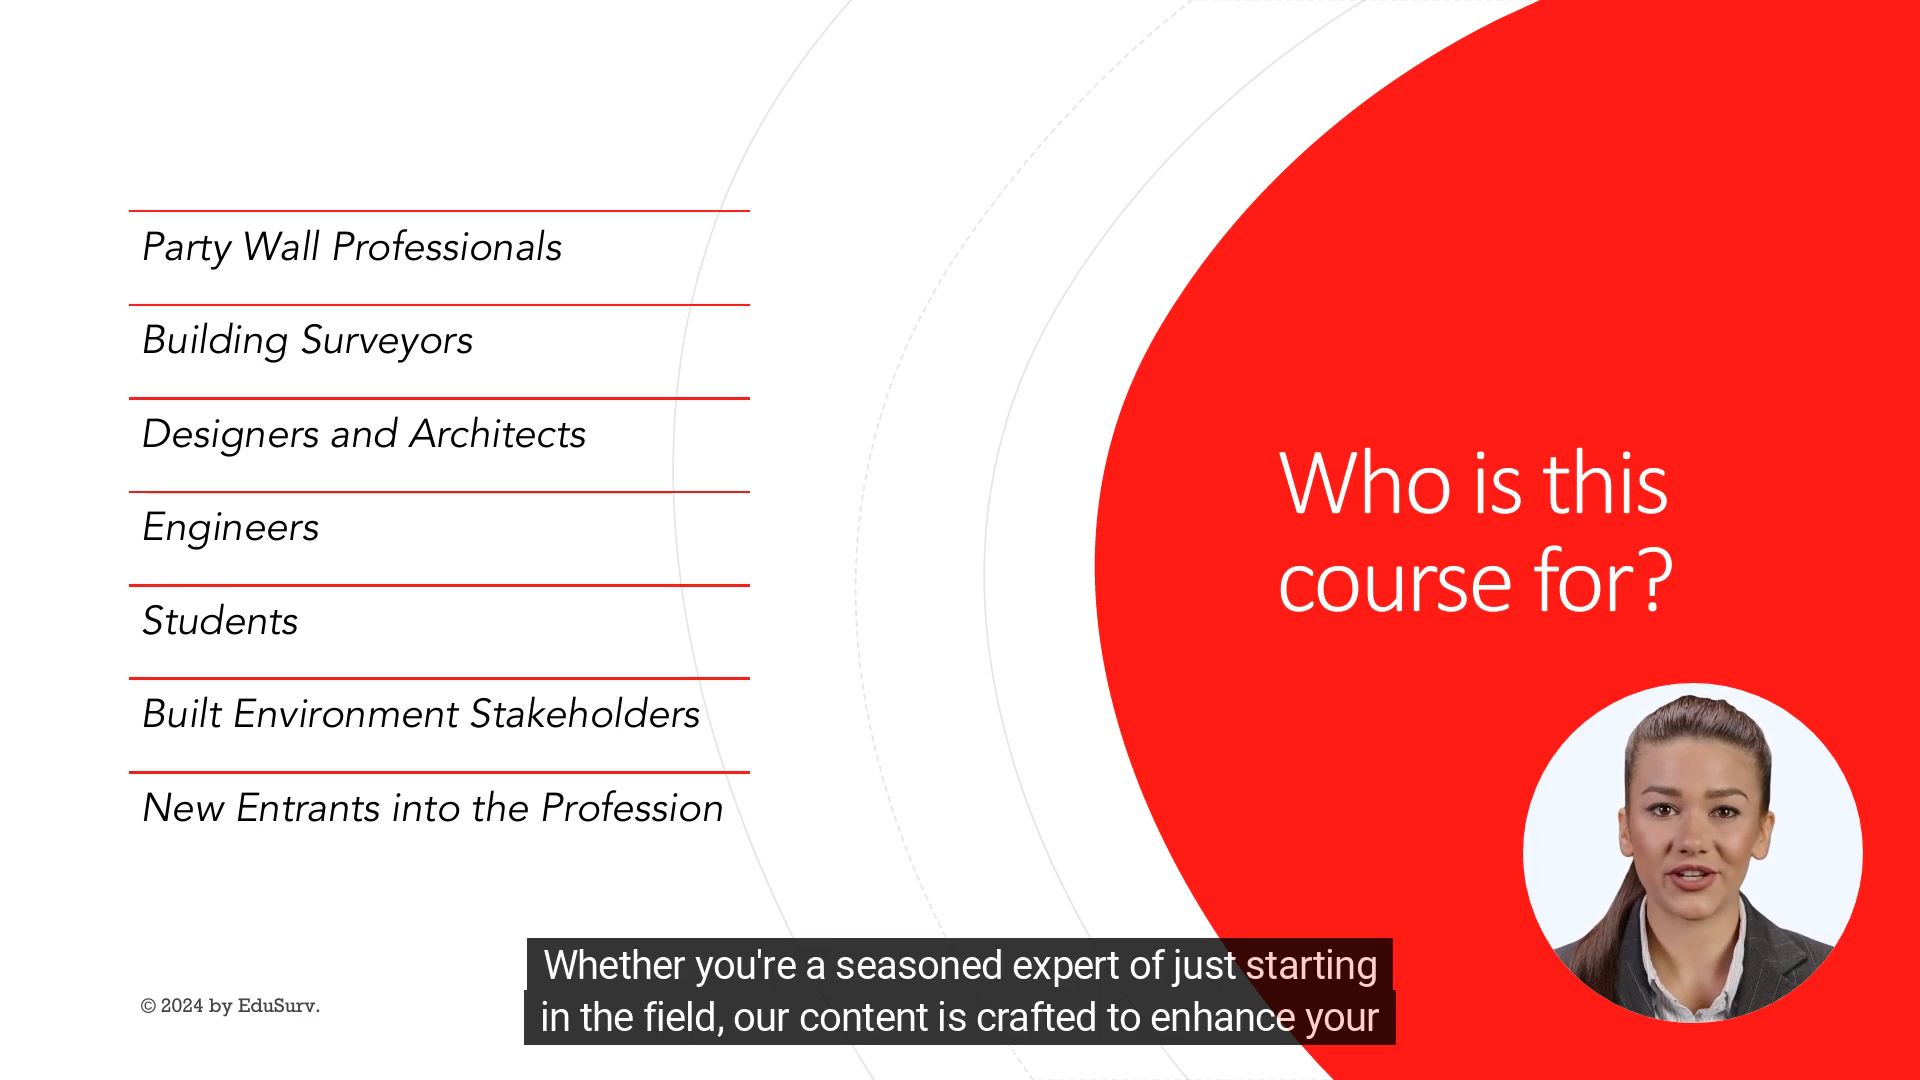 Party Wall Professionals
Building Surveyors
Designers and Architects
Engineers
Students
Built Environment Stakeholders
New Entrants into the Profession
Who is this
course for?
Whether you're a seasoned expert of just starting
in the field, our content is crafted to enhance your
© 2024 by EduSurv.